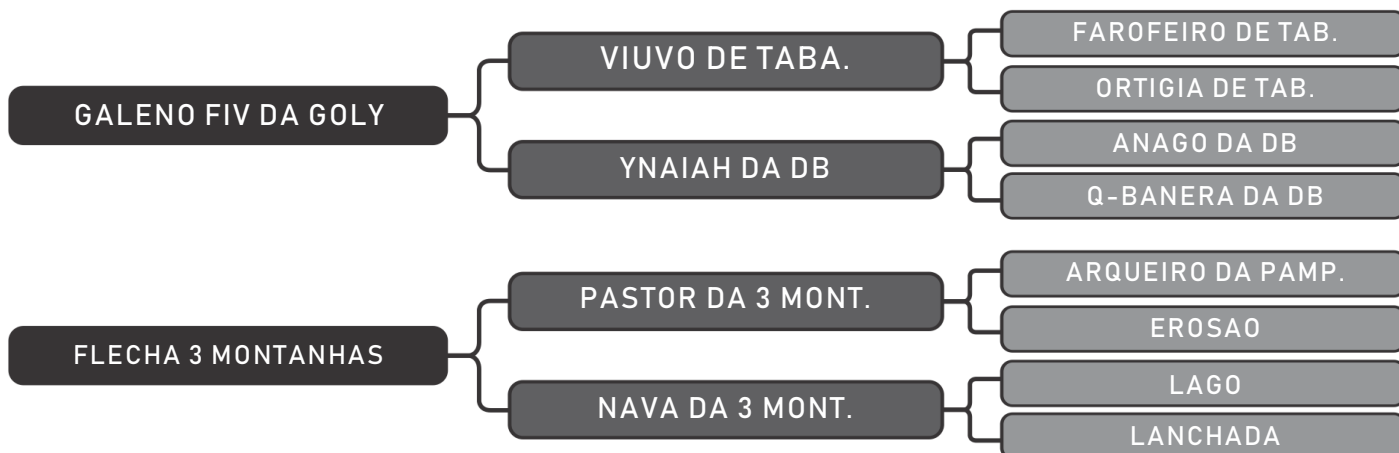 GALENO FIV DA GOLY
VIUVO DE TABA.
FAROFEIRO DE TAB.
ORTIGIA DE TAB.
YNAIAH DA DB
ANAGO DA DB
Q-BANERA DA DB
FLECHA 3 MONTANHAS
PASTOR DA 3 MONT.
ARQUEIRO DA PAMP.
EROSAO
NAVA DA 3 MONT.
LAGO
LANCHADA